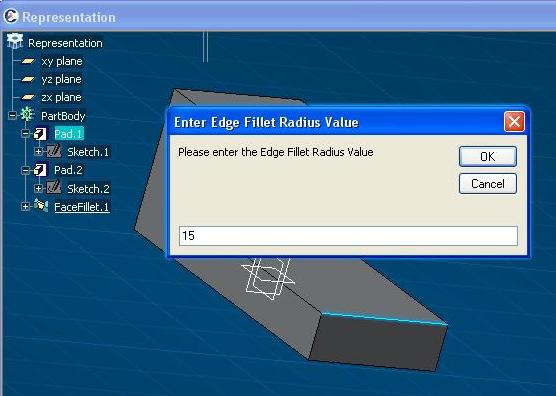 Representation
Representation
xy plane
yz plane
zx plane
PartBody
Pad.1
Sketch.1
Pad.2
Sketch.2
FaceFillet.1
Enter Edge Fillet Radius Value
Please enter the Edge Fillet Radius Value
OK
Cancel
15